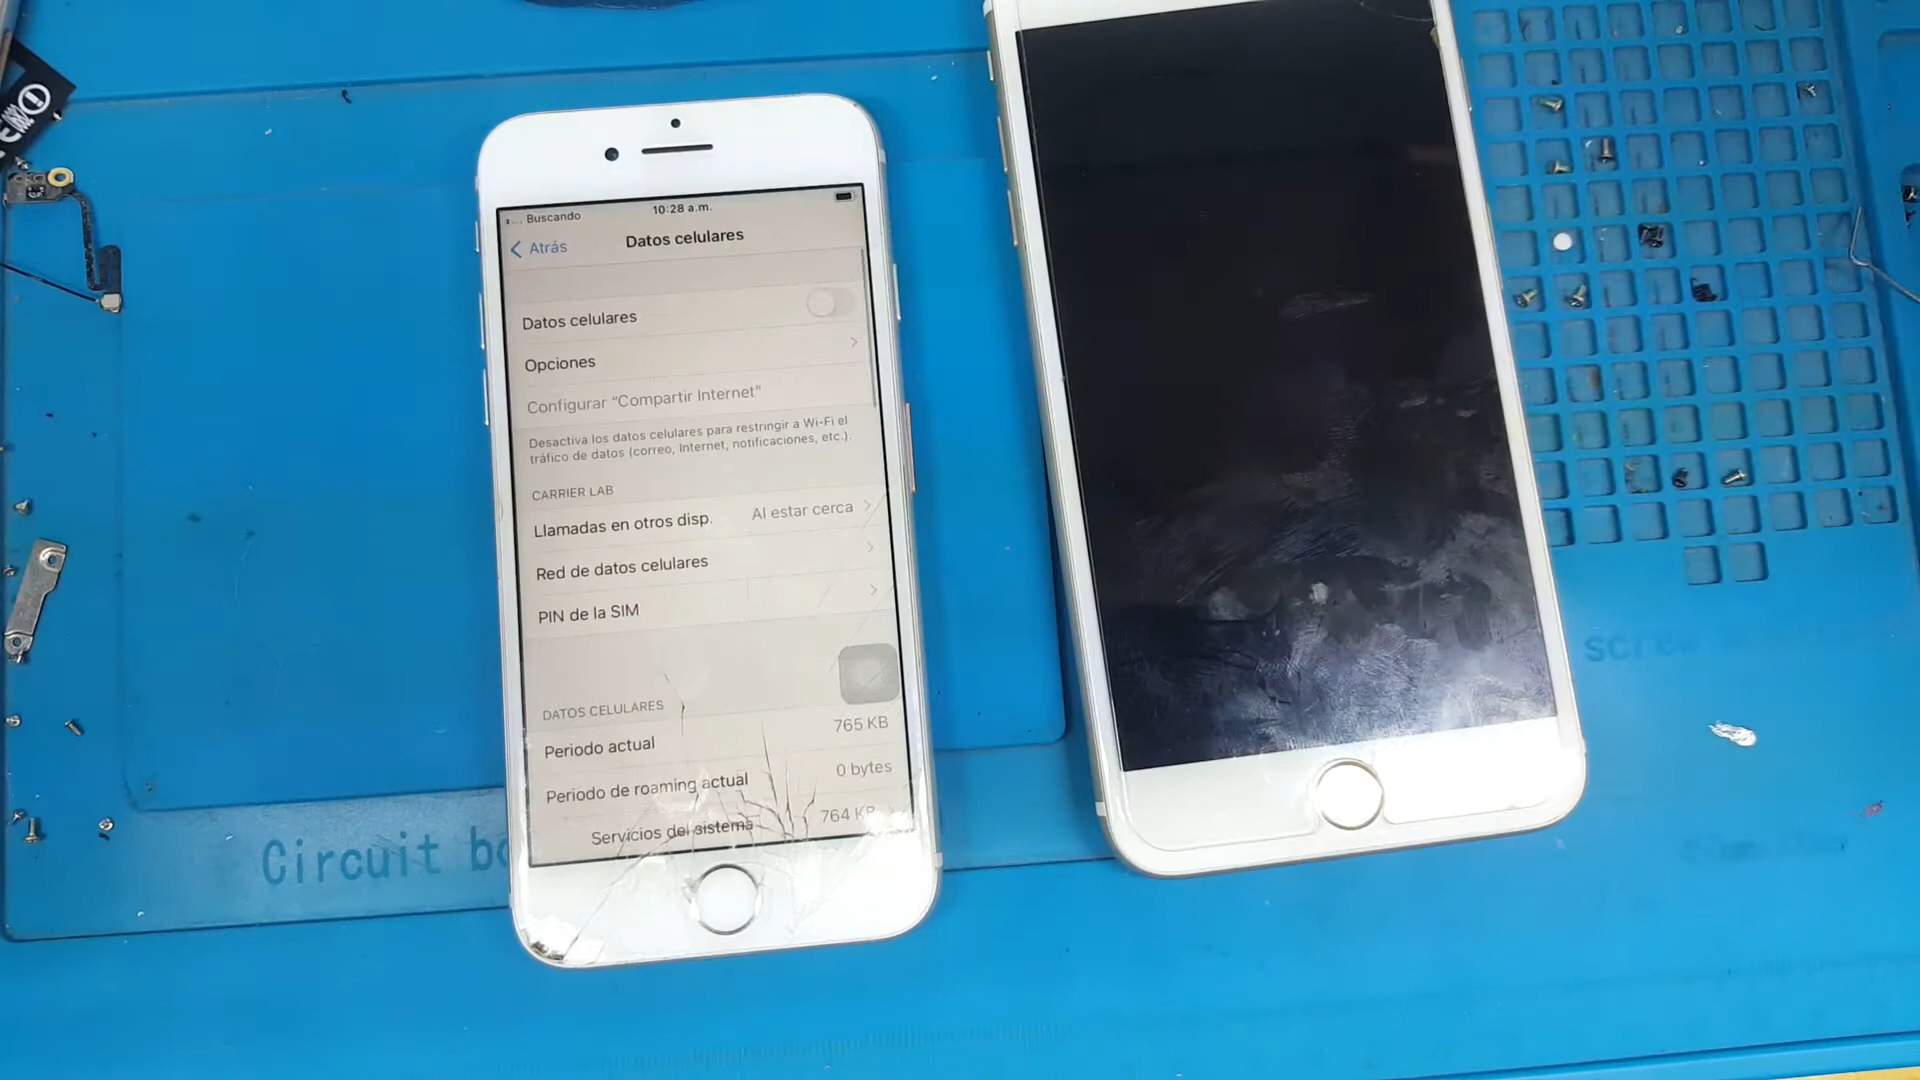 Buscando
10:28 a.m.
Atrás
Datos celulares
Datos celulares
Opciones
Configurar “Compartir Internet”
Desactiva los datos celulares para restringir a Wi-Fi el
tráfico de datos (correo, Internet, notificaciones, etc.).
CARRIER LAB
Llamadas en otros disp. Al estar cerca
Red de datos celulares
PIN de la SIM
DATOS CELULARES
Periodo actual 765 KB
Periodo de roaming actual 0 bytes
Servicios del sistema 764 KB
Circuit